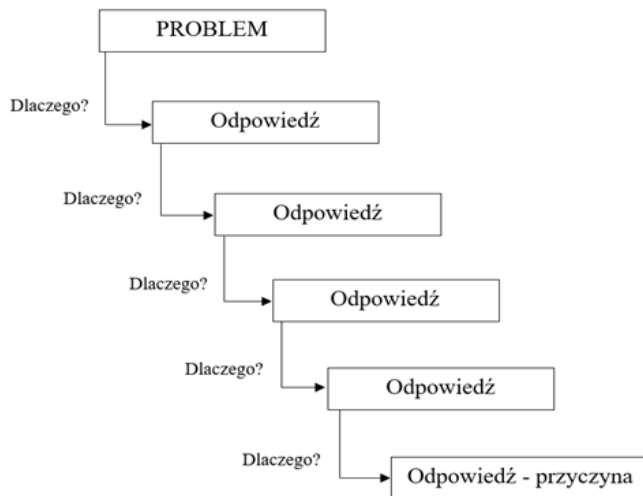 PROBLEM
Dlaczego?
Odpowiedź
Dlaczego?
Odpowiedź
Dlaczego?
Odpowiedź
Dlaczego?
Odpowiedź
Dlaczego?
Odpowiedź - przyczyna